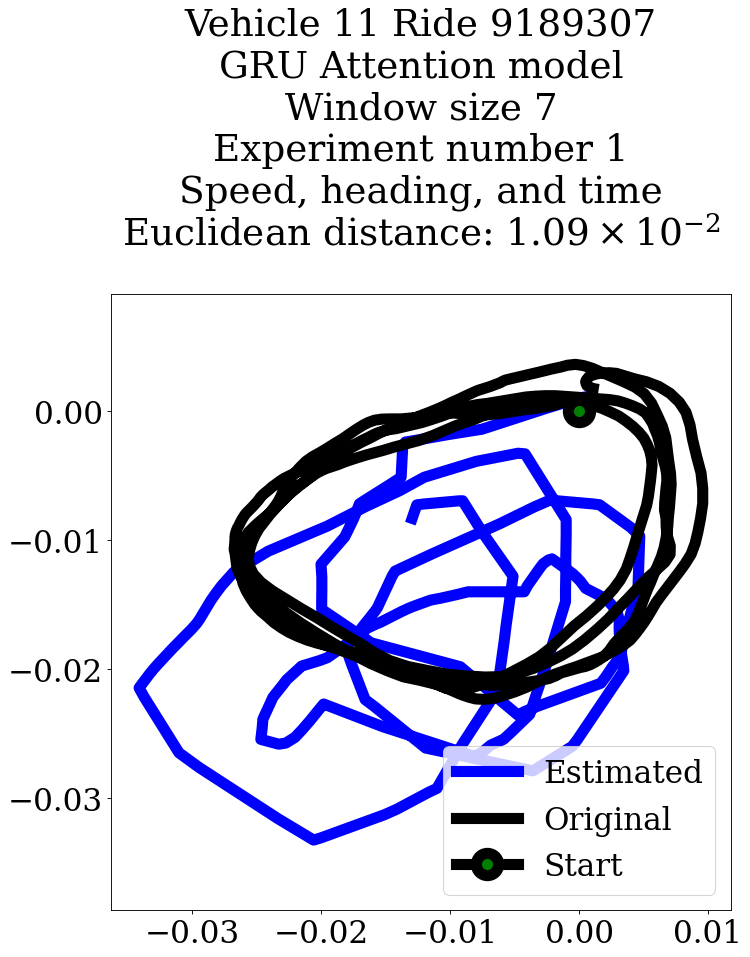 Vehicle 11 Ride 9189307
GRU Attention model
Window size 7
Experiment number 1
Speed, heading, and time
Euclidean distance: 1.09 × 10⁻²
0.00
−0.01
−0.02
−0.03
Estimated
Original
Start
−0.03 −0.02 −0.01 0.00 0.01